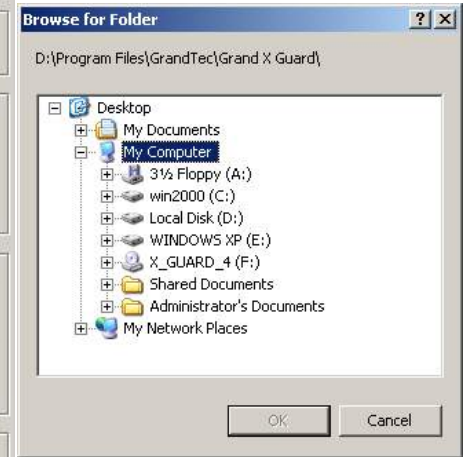 Browse for Folder
D:\Program Files\GrandTec\Grand X Guard\
Desktop
My Documents
My Computer
3½ Floppy (A:)
win2000 (C:)
Local Disk (D:)
WINDOWS XP (E:)
X_GUARD_4 (F:)
Shared Documents
Administrator's Documents
My Network Places
OK Cancel